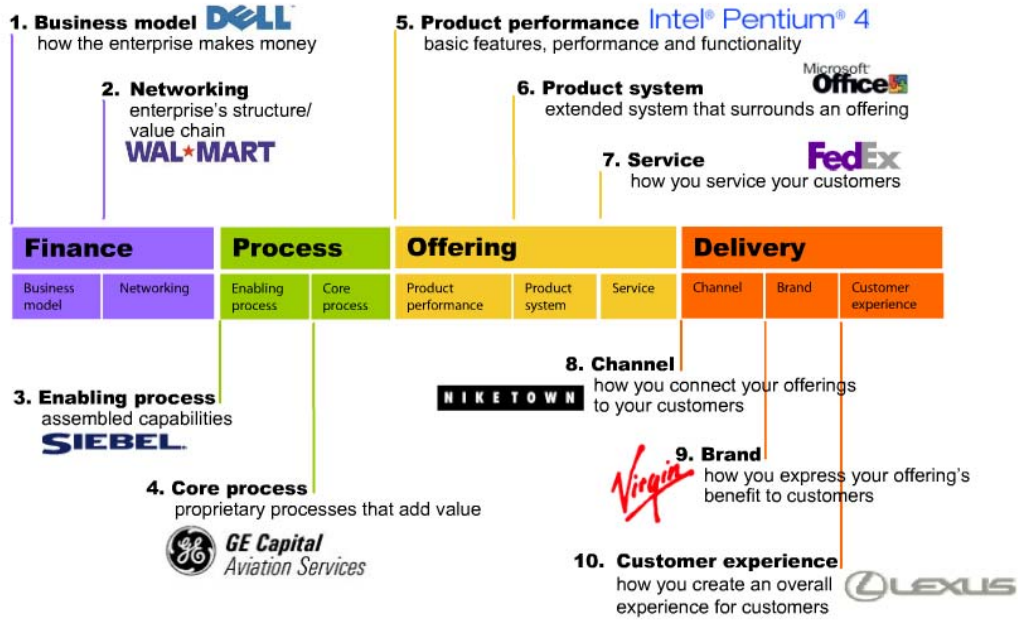 1. Business model DELL
how the enterprise makes money
2. Networking
enterprise's structure/
value chain
WAL★MART
5. Product performance Intel® Pentium® 4
basic features, performance and functionality
6. Product system
Microsoft®
Office
extended system that surrounds an offering
7. Service
FedEx
how you service your customers
Finance
Process
Offering
Delivery
Business
model
Networking
Enabling
process
Core
process
Product
performance
Product
system
Service
Channel
Brand
Customer
experience
3. Enabling process
assembled capabilities
SIEBEL.
4. Core process
proprietary processes that add value
GE
GE Capital
Aviation Services
8. Channel
NIKETOWN
how you connect your offerings
to your customers
9. Brand
Virgin
how you express your offering's
benefit to customers
10. Customer experience
how you create an overall
experience for customers
LEXUS